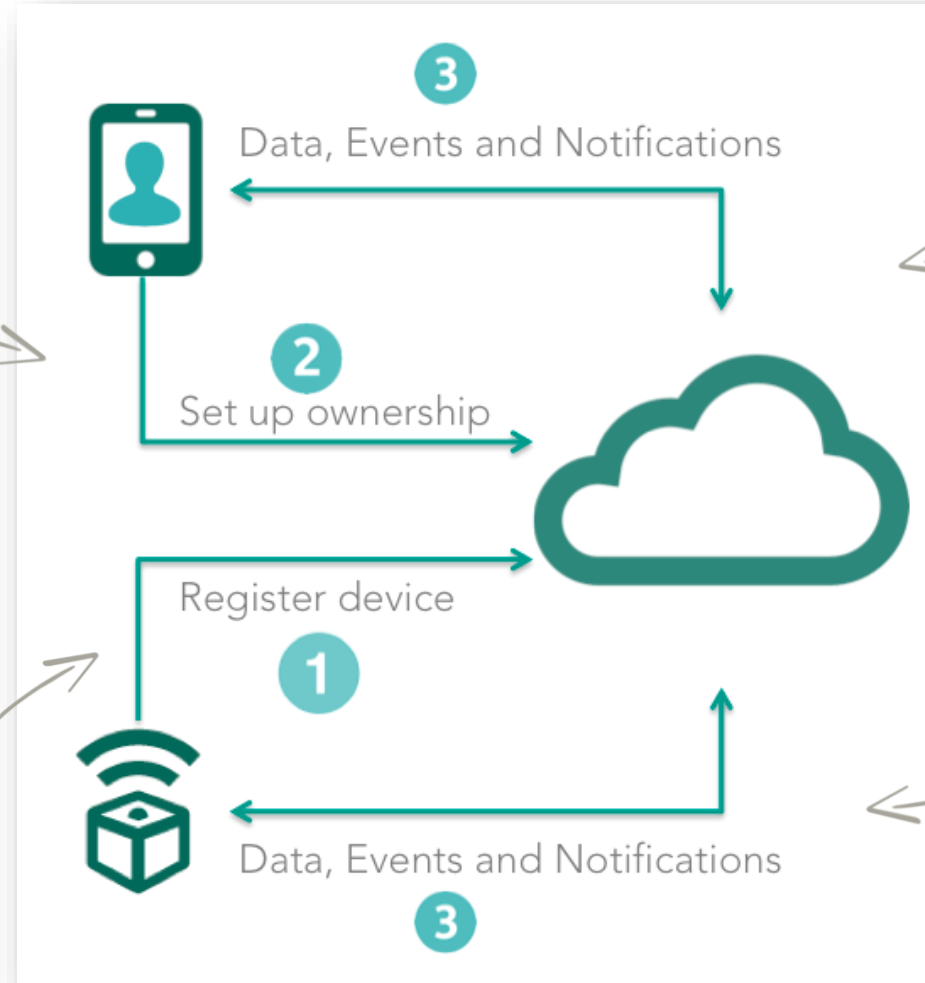 3
Data, Events and Notifications
2
Set up ownership
Register device
1
Data, Events and Notifications
3